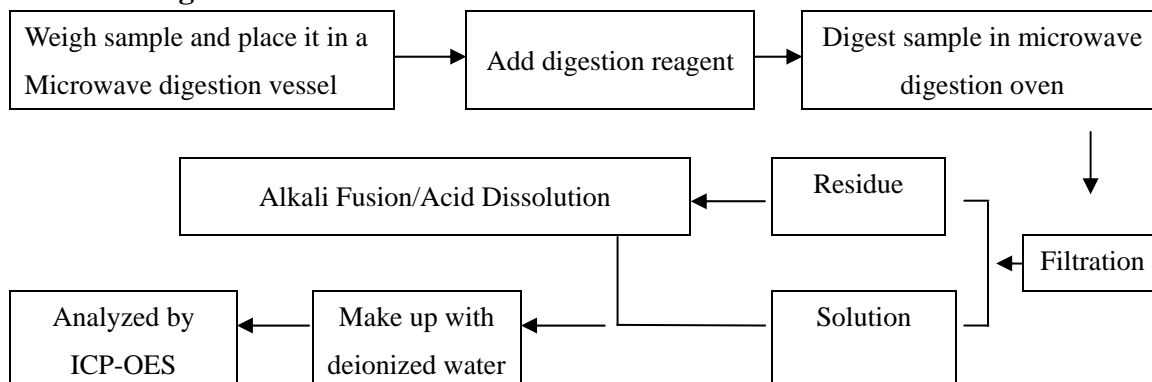 Weigh sample and place it in a
Microwave digestion vessel
Add digestion reagent
Digest sample in microwave
digestion oven
Alkali Fusion/Acid Dissolution
Residue
Filtration
Analyzed by
ICP-OES
Make up with
deionized water
Solution